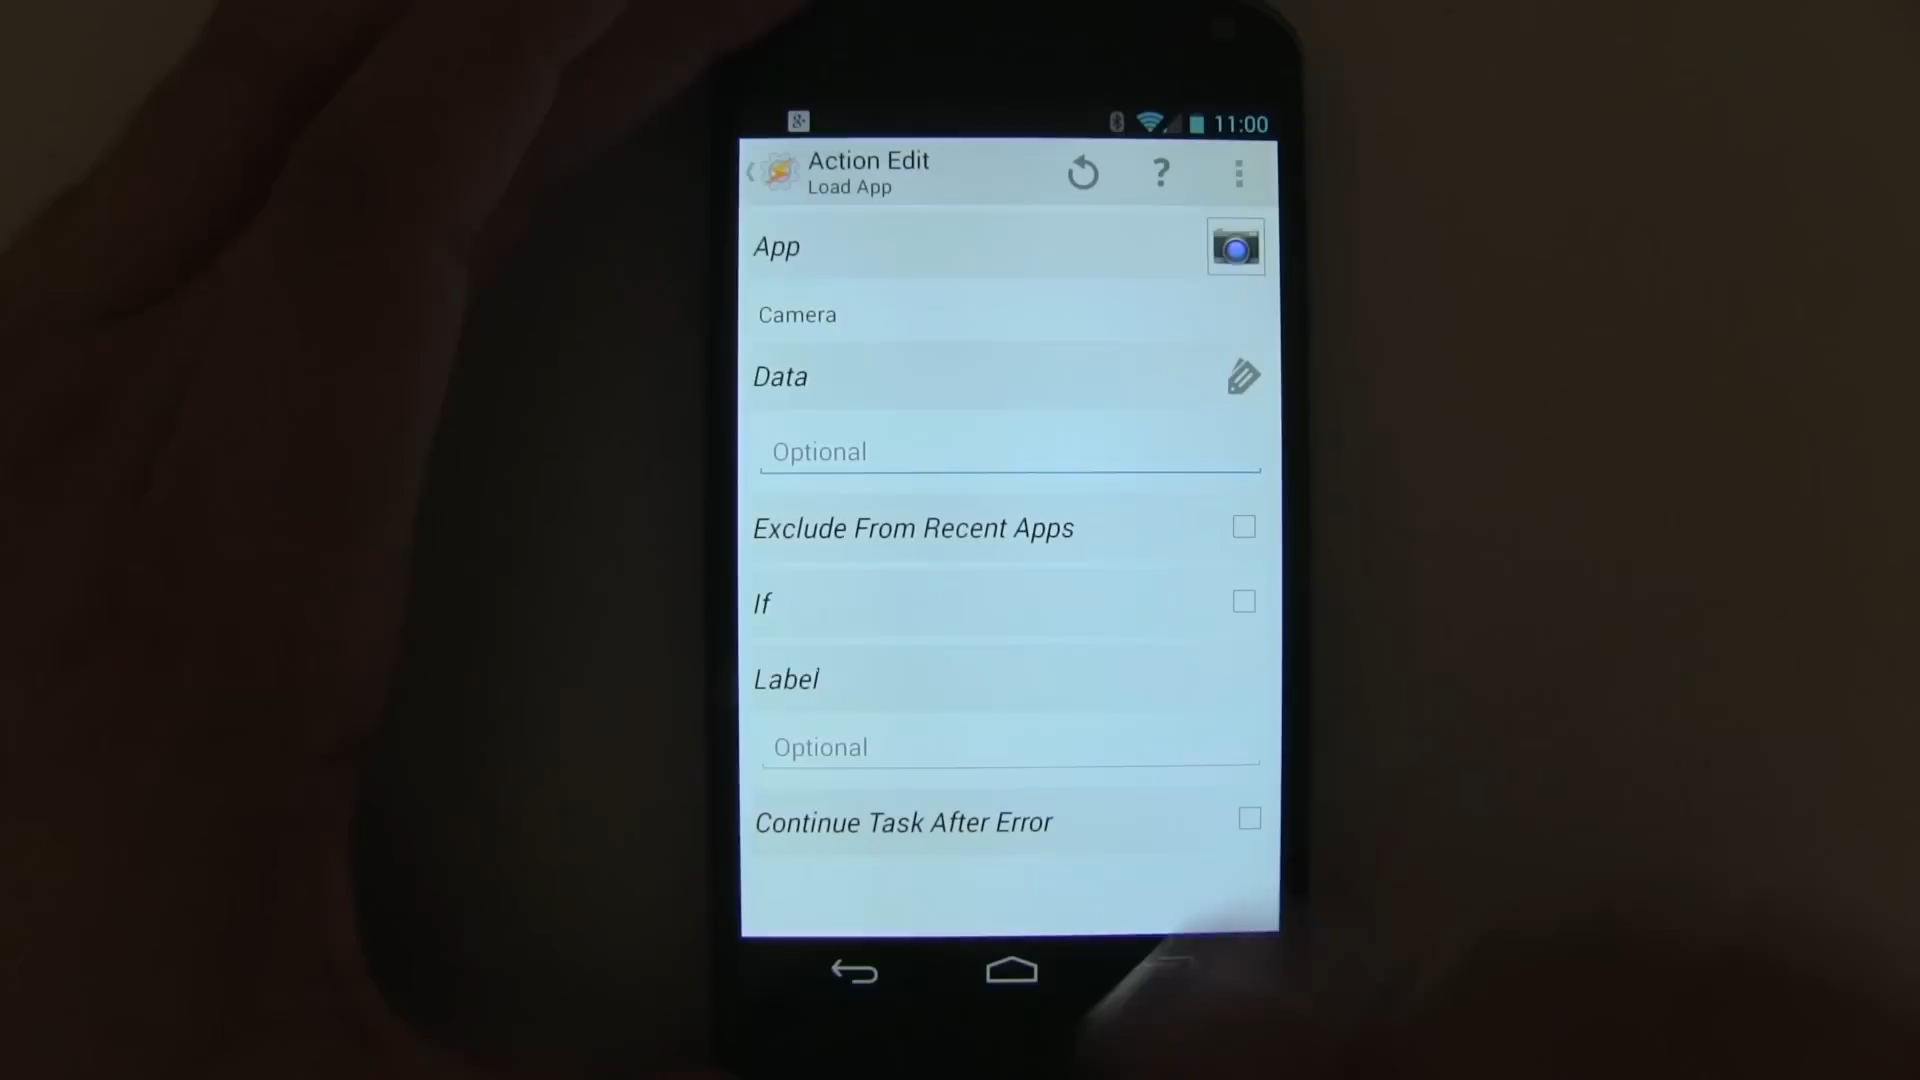 8+
11:00
Action Edit
Load App
?
App
Camera
Data
Optional
Exclude From Recent Apps
If
Label
Optional
Continue Task After Error